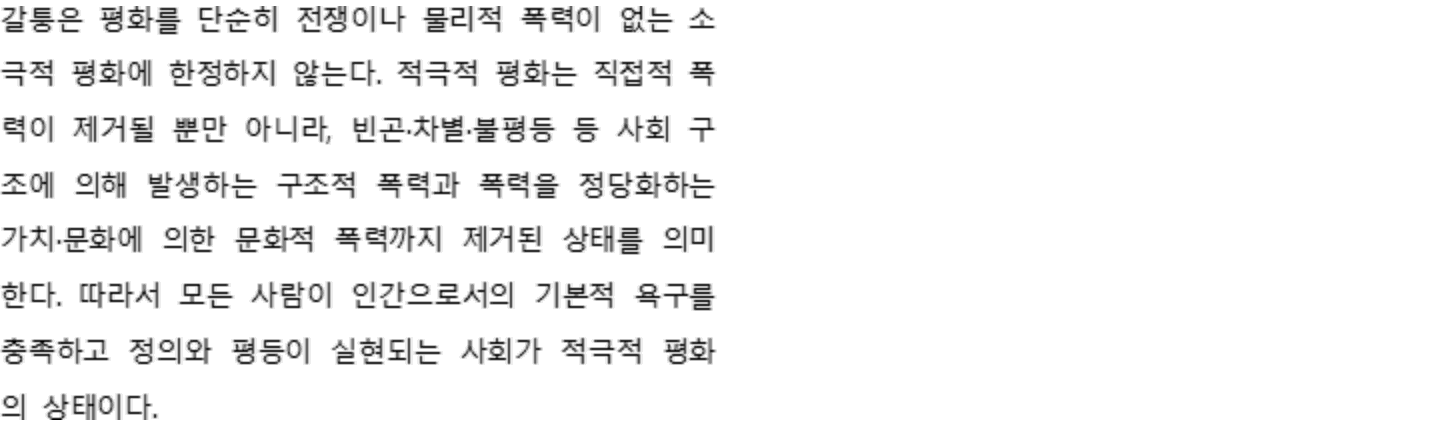 갈퉁은 평화를 단순히 전쟁이나 물리적 폭력이 없는 소
극적 평화에 한정하지 않는다. 적극적 평화는 직접적 폭
력이 제거될 뿐만 아니라, 빈곤·차별·불평등 등 사회 구
조에 의해 발생하는 구조적 폭력과 폭력을 정당화하는
가치·문화에 의한 문화적 폭력까지 제거된 상태를 의미
한다. 따라서 모든 사람이 인간으로서의 기본적 욕구를
충족하고 정의와 평등이 실현되는 사회가 적극적 평화
의 상태이다.